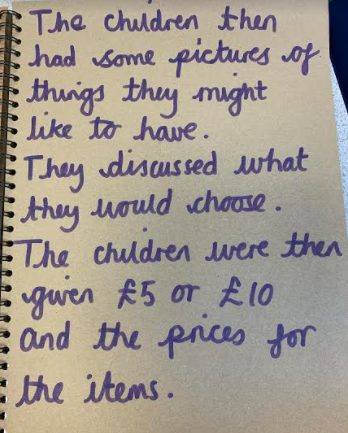 The children then
had some pictures of
things they might
like to have.
They discussed what
they would choose.
The children were then
given £5 or £10
and the prices for
the items.